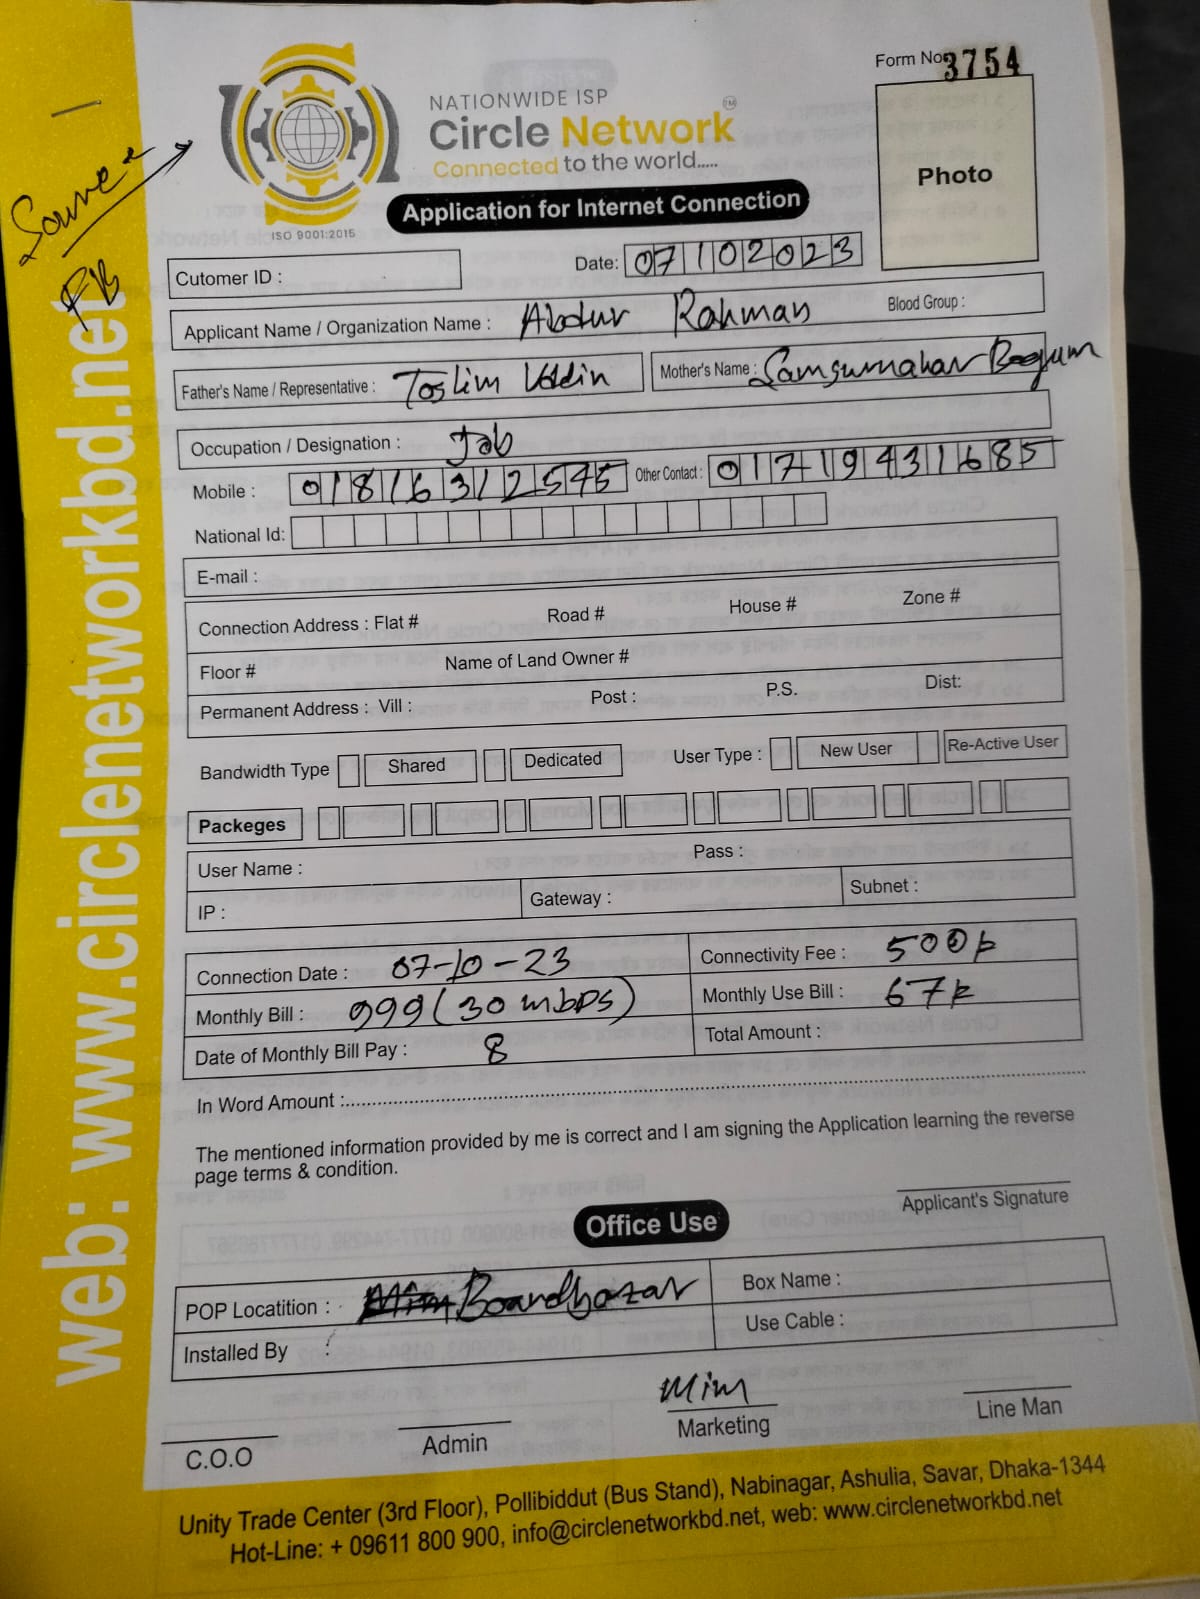 Form No 3754
NATIONWIDE ISP
Circle Network TM
Connected to the world.....
Application for Internet Connection
ISO 9001:2015
Photo
Source →
FB
Cutomer ID :
Date: 07102023
Applicant Name / Organization Name : Abdur Rahman Blood Group :
Father's Name / Representative : Toslim Uddin Mother's Name : Samsunnahar Begum
Occupation / Designation : Job
Mobile : 01816312545 Other Contact : 01719431685
National Id:
E-mail :
Connection Address : Flat # Road # House # Zone #
Floor # Name of Land Owner #
Permanent Address : Vill : Post : P.S. Dist:
Bandwidth Type Shared Dedicated User Type : New User Re-Active User
Packeges
User Name : Pass :
IP : Gateway : Subnet :
Connection Date : 07-10-23 Connectivity Fee : 500৳
Monthly Bill : 999 (30 mbps) Monthly Use Bill : 67৳
Date of Monthly Bill Pay : 8 Total Amount :
In Word Amount :
The mentioned information provided by me is correct and I am signing the Application learning the reverse
page terms & condition.
Applicant's Signature
Office Use
POP Locatition : Boardbazar Box Name :
Installed By : Use Cable :
Mim
C.O.O Admin Marketing Line Man
Unity Trade Center (3rd Floor), Pollibiddut (Bus Stand), Nabinagar, Ashulia, Savar, Dhaka-1344
Hot-Line: + 09611 800 900, info@circlenetworkbd.net, web: www.circlenetworkbd.net
web: www.circlenetworkbd.net